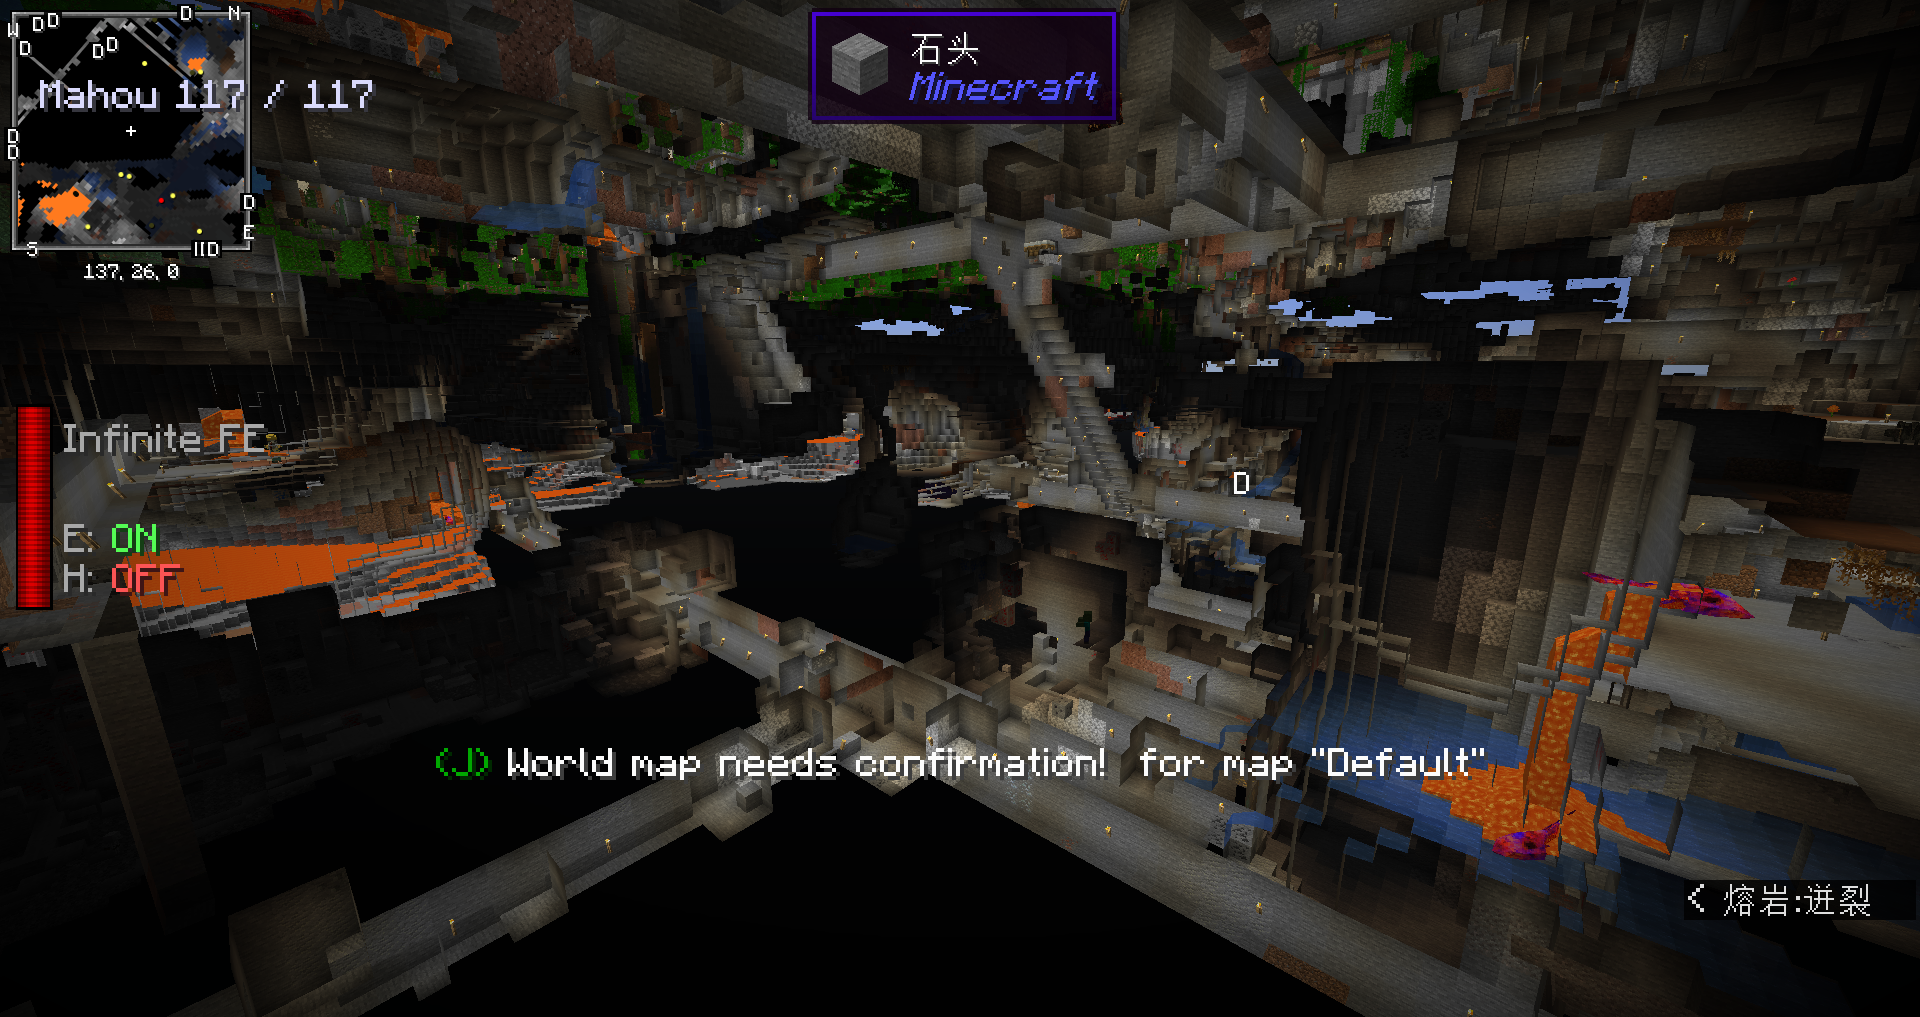 D
N
W
D
D
D
D
D
Mahou 117 / 117
D
D
D
E
S
IID
137, 26, 0
石头
Minecraft
Infinite FE
E: ON
H: OFF
D
(J) World map needs confirmation!  for map "Default"
< 熔岩:迸裂